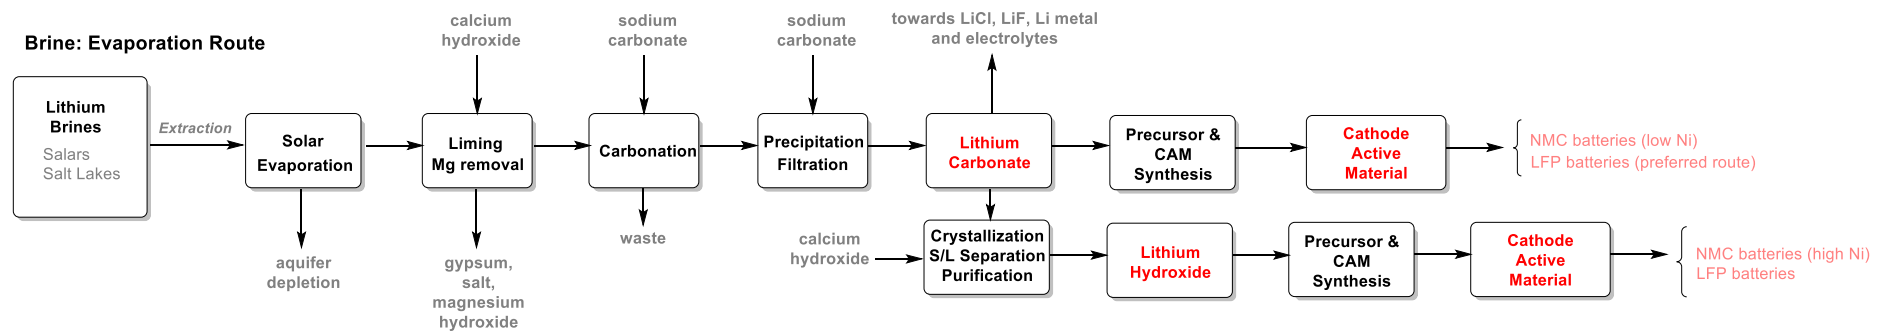 Brine: Evaporation Route
Lithium
Brines
Salars
Salt Lakes
Extraction
Solar
Evaporation
aquifer
depletion
calcium
hydroxide
Liming
Mg removal
gypsum,
salt,
magnesium
hydroxide
sodium
carbonate
Carbonation
waste
sodium
carbonate
Precipitation
Filtration
towards LiCl, LiF, Li metal
and electrolytes
Lithium
Carbonate
Precursor &
CAM
Synthesis
Cathode
Active
Material
NMC batteries (low Ni)
LFP batteries (preferred route)
calcium
hydroxide
Crystallization
S/L Separation
Purification
Lithium
Hydroxide
Precursor &
CAM
Synthesis
Cathode
Active
Material
NMC batteries (high Ni)
LFP batteries